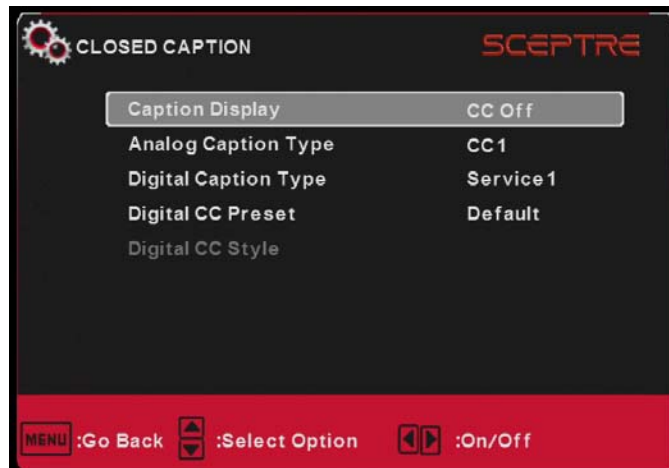 CLOSED CAPTION SCEPTRE
Caption Display CC Off
Analog Caption Type CC1
Digital Caption Type Service1
Digital CC Preset Default
Digital CC Style
MENU :Go Back :Select Option :On/Off